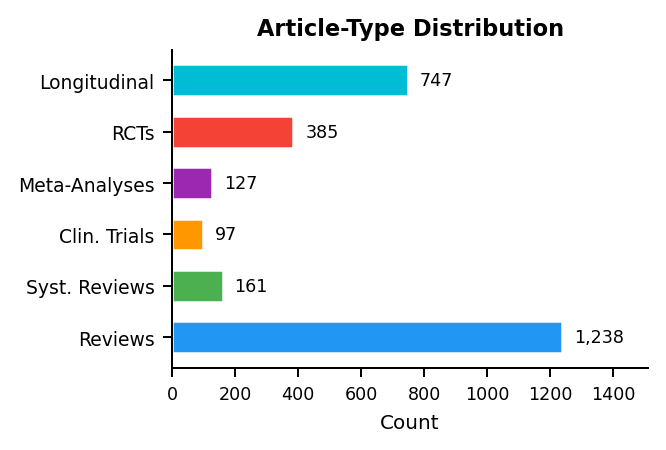 Article-Type Distribution
Longitudinal 747
RCTs 385
Meta-Analyses 127
Clin. Trials 97
Syst. Reviews 161
Reviews 1,238
0 200 400 600 800 1000 1200 1400
Count